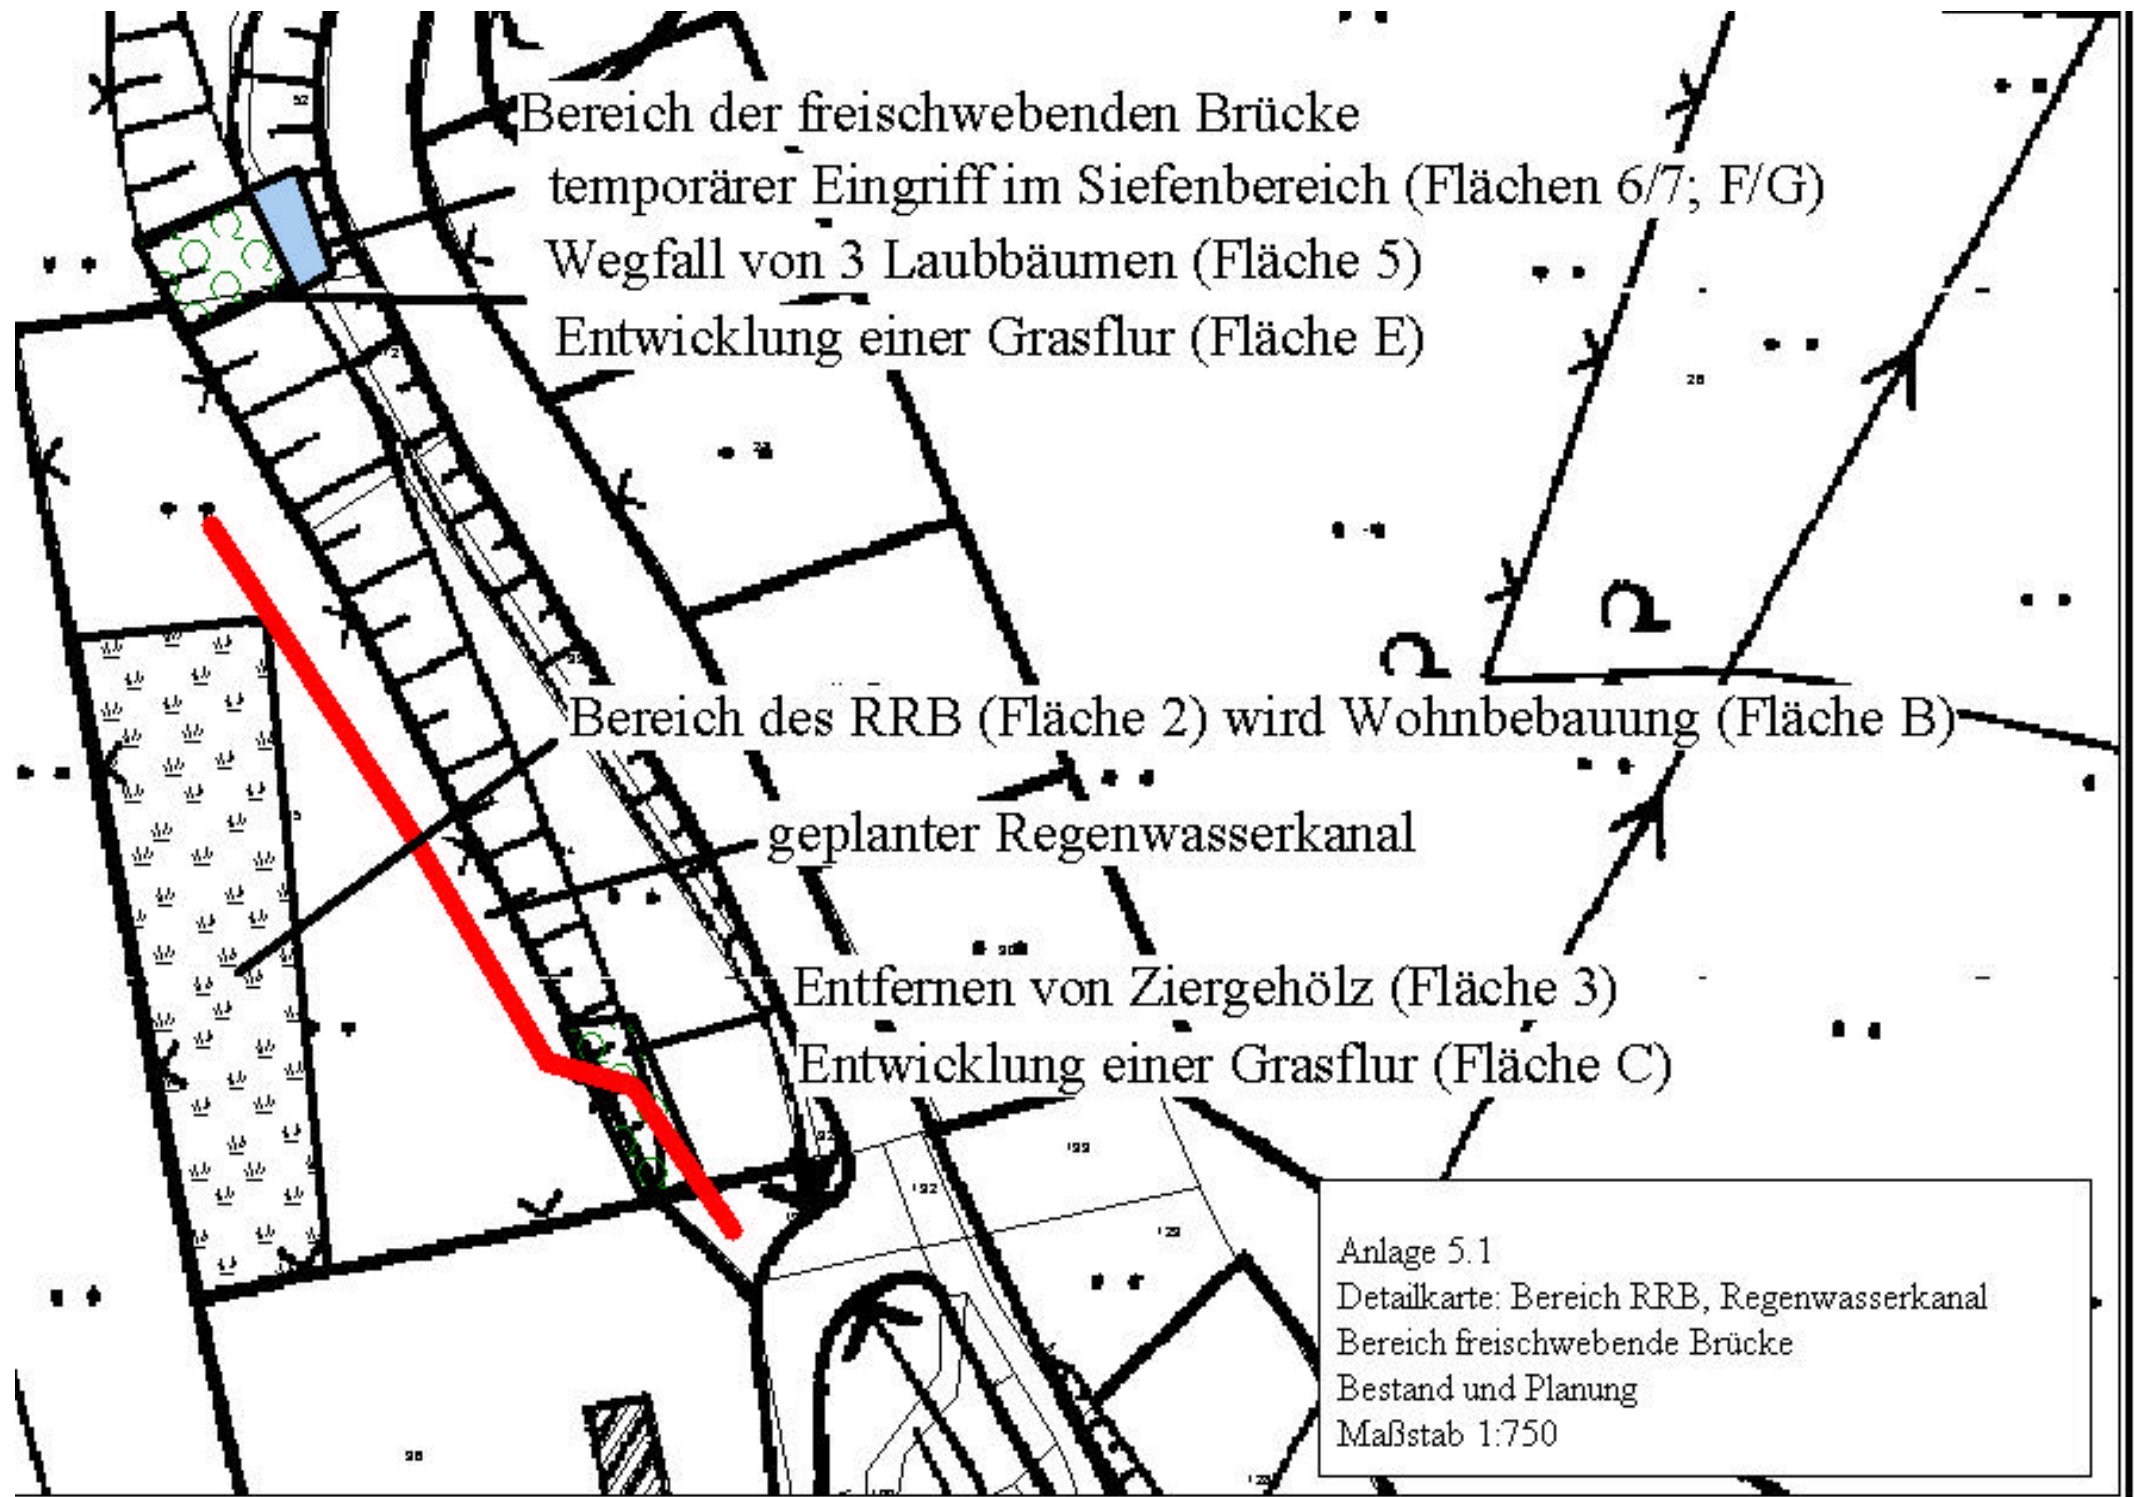 52
Bereich der freischwebenden Brücke
temporärer Eingriff im Siefenbereich (Flächen 6/7; F/G)
Wegfall von 3 Laubbäumen (Fläche 5)
Entwicklung einer Grasflur (Fläche E)
Bereich des RRB (Fläche 2) wird Wohnbebauung (Fläche B)
geplanter Regenwasserkanal
Entfernen von Ziergehölz (Fläche 3)
Entwicklung einer Grasflur (Fläche C)
192
Anlage 5.1
Detailkarte: Bereich RRB, Regenwasserkanal
Bereich freischwebende Brücke
Bestand und Planung
Maßstab 1:750